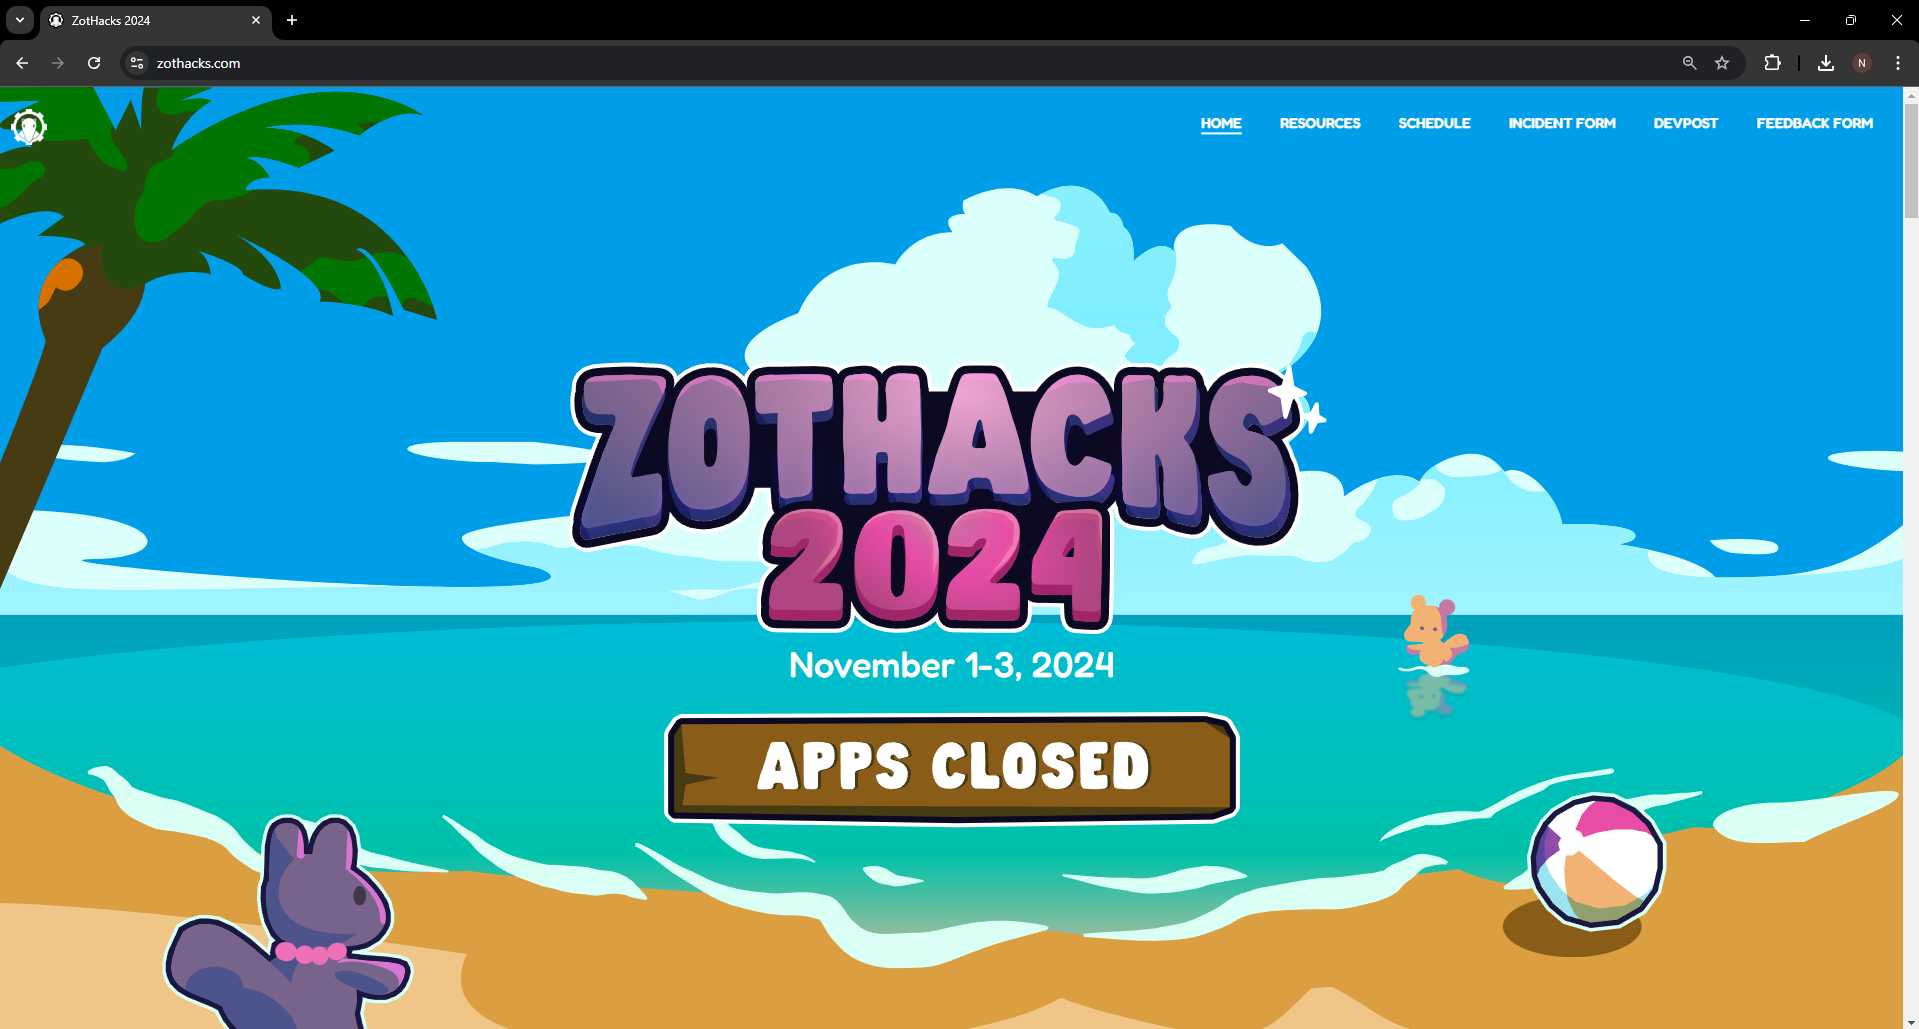 ZotHacks 2024
zothacks.com
N
HOME RESOURCES SCHEDULE INCIDENT FORM DEVPOST FEEDBACK FORM
ZOTHACKS
2024
November 1-3, 2024
APPS CLOSED